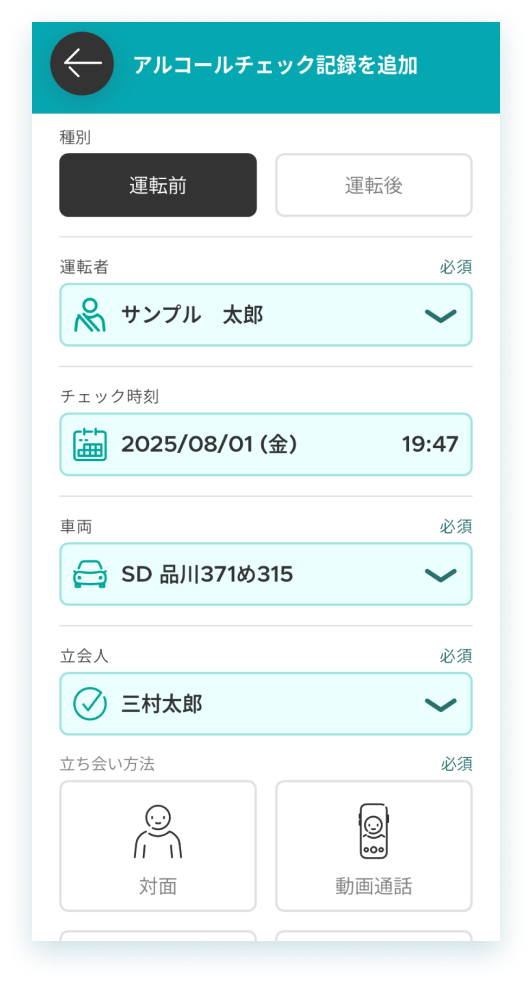 アルコールチェック記録を追加
種別
運転前 運転後
運転者 必須
サンプル　太郎
チェック時刻
2025/08/01 (金) 19:47
車両 必須
SD 品川371め315
立会人 必須
三村太郎
立ち会い方法 必須
対面 動画通話